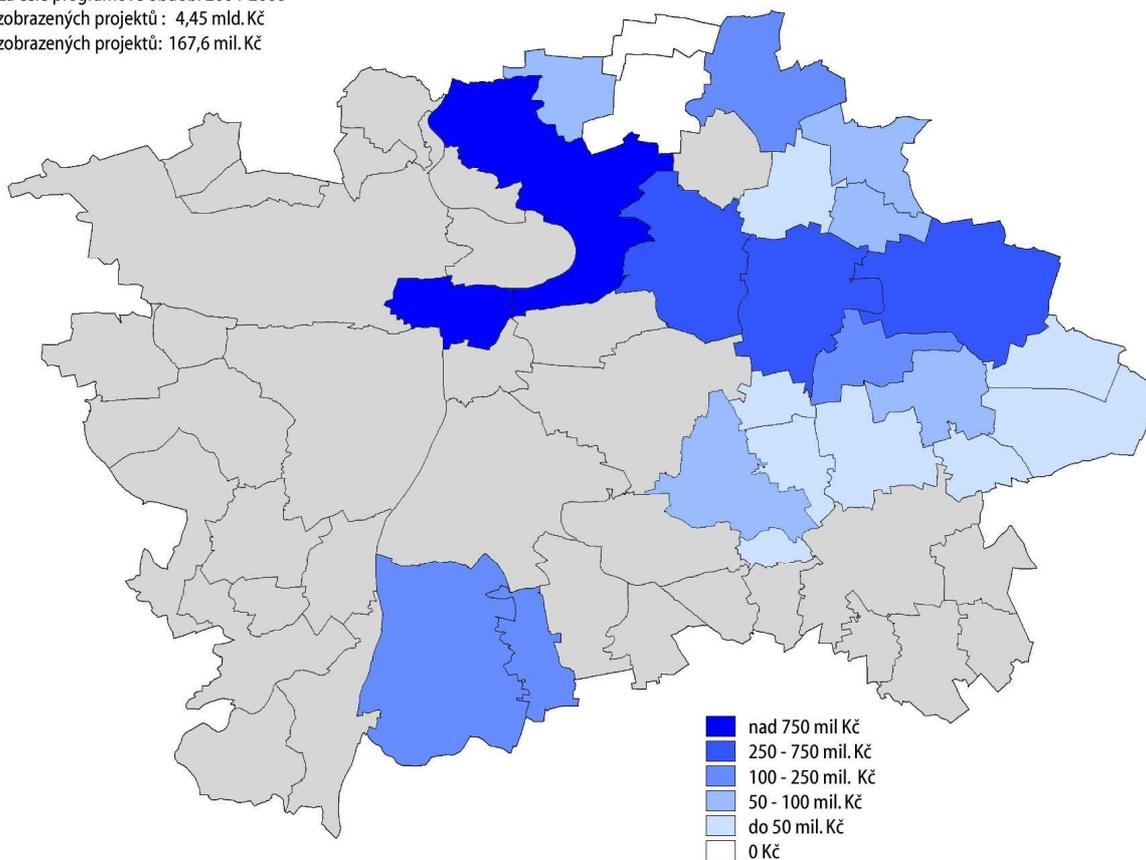 zobrazených projektů : 4,45 mld. Kč
zobrazených projektů: 167,6 mil. Kč
nad 750 mil Kč
250 - 750 mil. Kč
100 - 250 mil. Kč
50 - 100 mil. Kč
do 50 mil. Kč
0 Kč